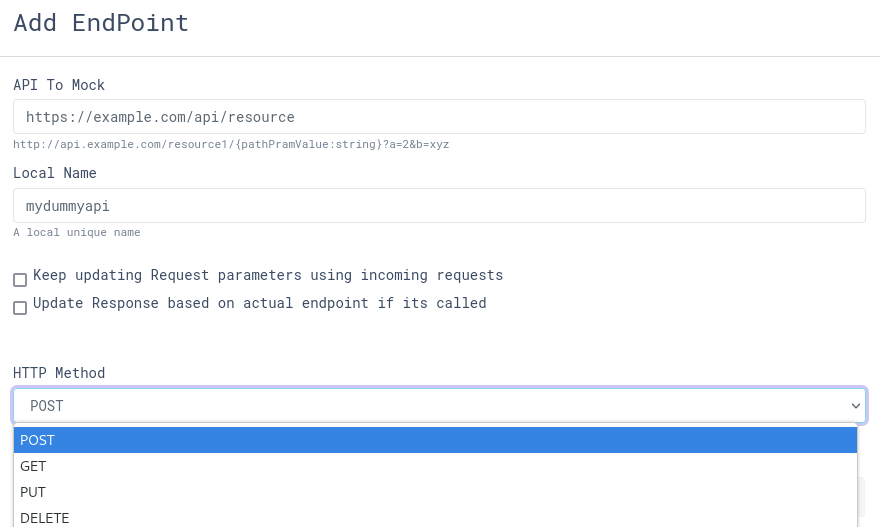 Add EndPoint
API To Mock
https://example.com/api/resource
http://api.example.com/resource1/{pathPramValue:string}?a=2&b=xyz
Local Name
mydummyapi
A local unique name
Keep updating Request parameters using incoming requests
Update Response based on actual endpoint if its called
HTTP Method
POST
POST
GET
PUT
DELETE